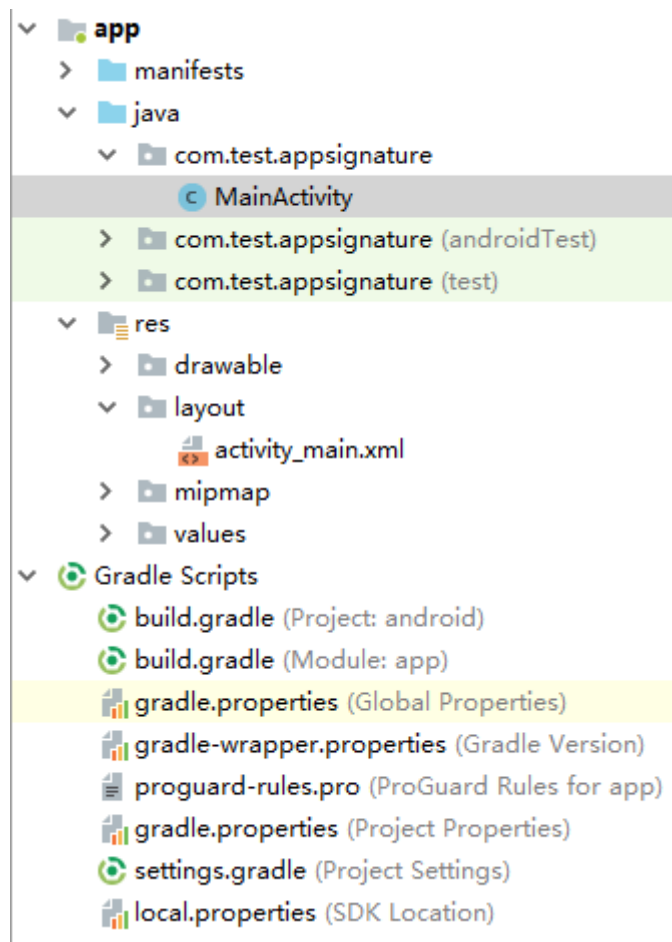 app
manifests
java
com.test.appsignature
MainActivity
com.test.appsignature (androidTest)
com.test.appsignature (test)
res
drawable
layout
activity_main.xml
mipmap
values
Gradle Scripts
build.gradle (Project: android)
build.gradle (Module: app)
gradle.properties (Global Properties)
gradle-wrapper.properties (Gradle Version)
proguard-rules.pro (ProGuard Rules for app)
gradle.properties (Project Properties)
settings.gradle (Project Settings)
local.properties (SDK Location)